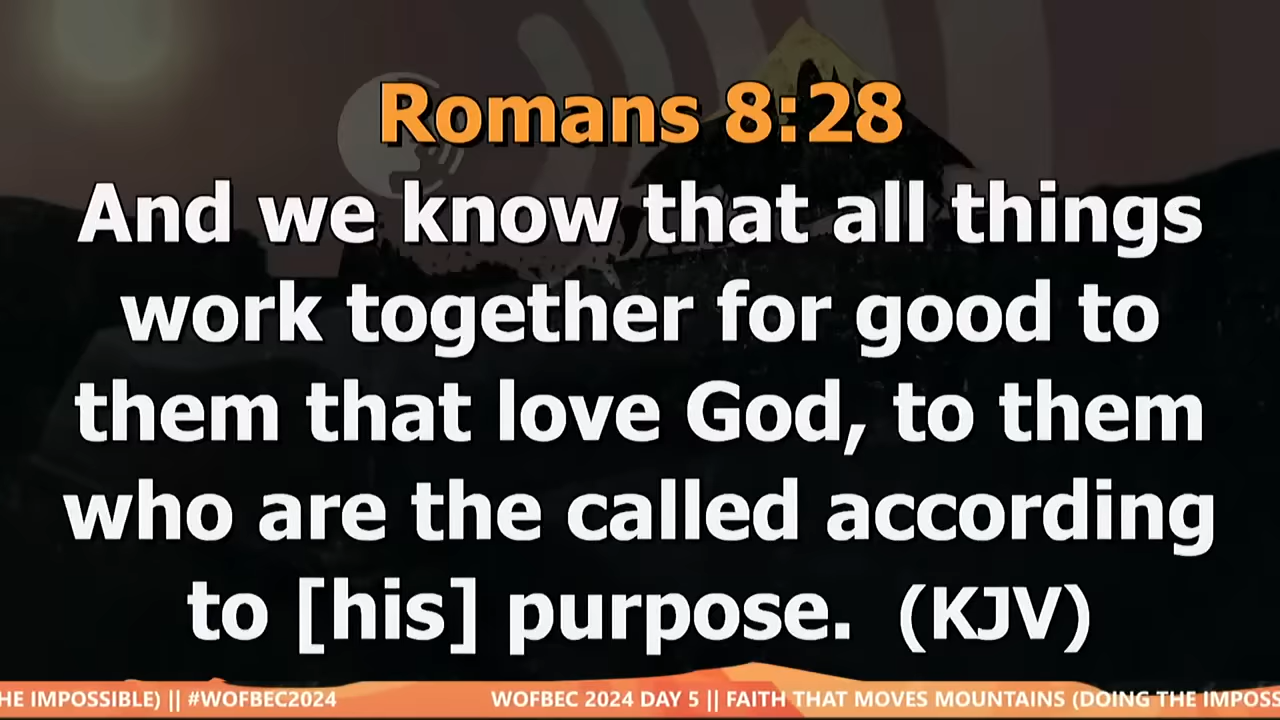 Romans 8:28
And we know that all things
work together for good to
them that love God, to them
who are the called according
to [his] purpose. (KJV)
HE IMPOSSIBLE) || #WOFBEC2024 WOFBEC 2024 DAY 5 || FAITH THAT MOVES MOUNTAINS (DOING THE IMPOSS